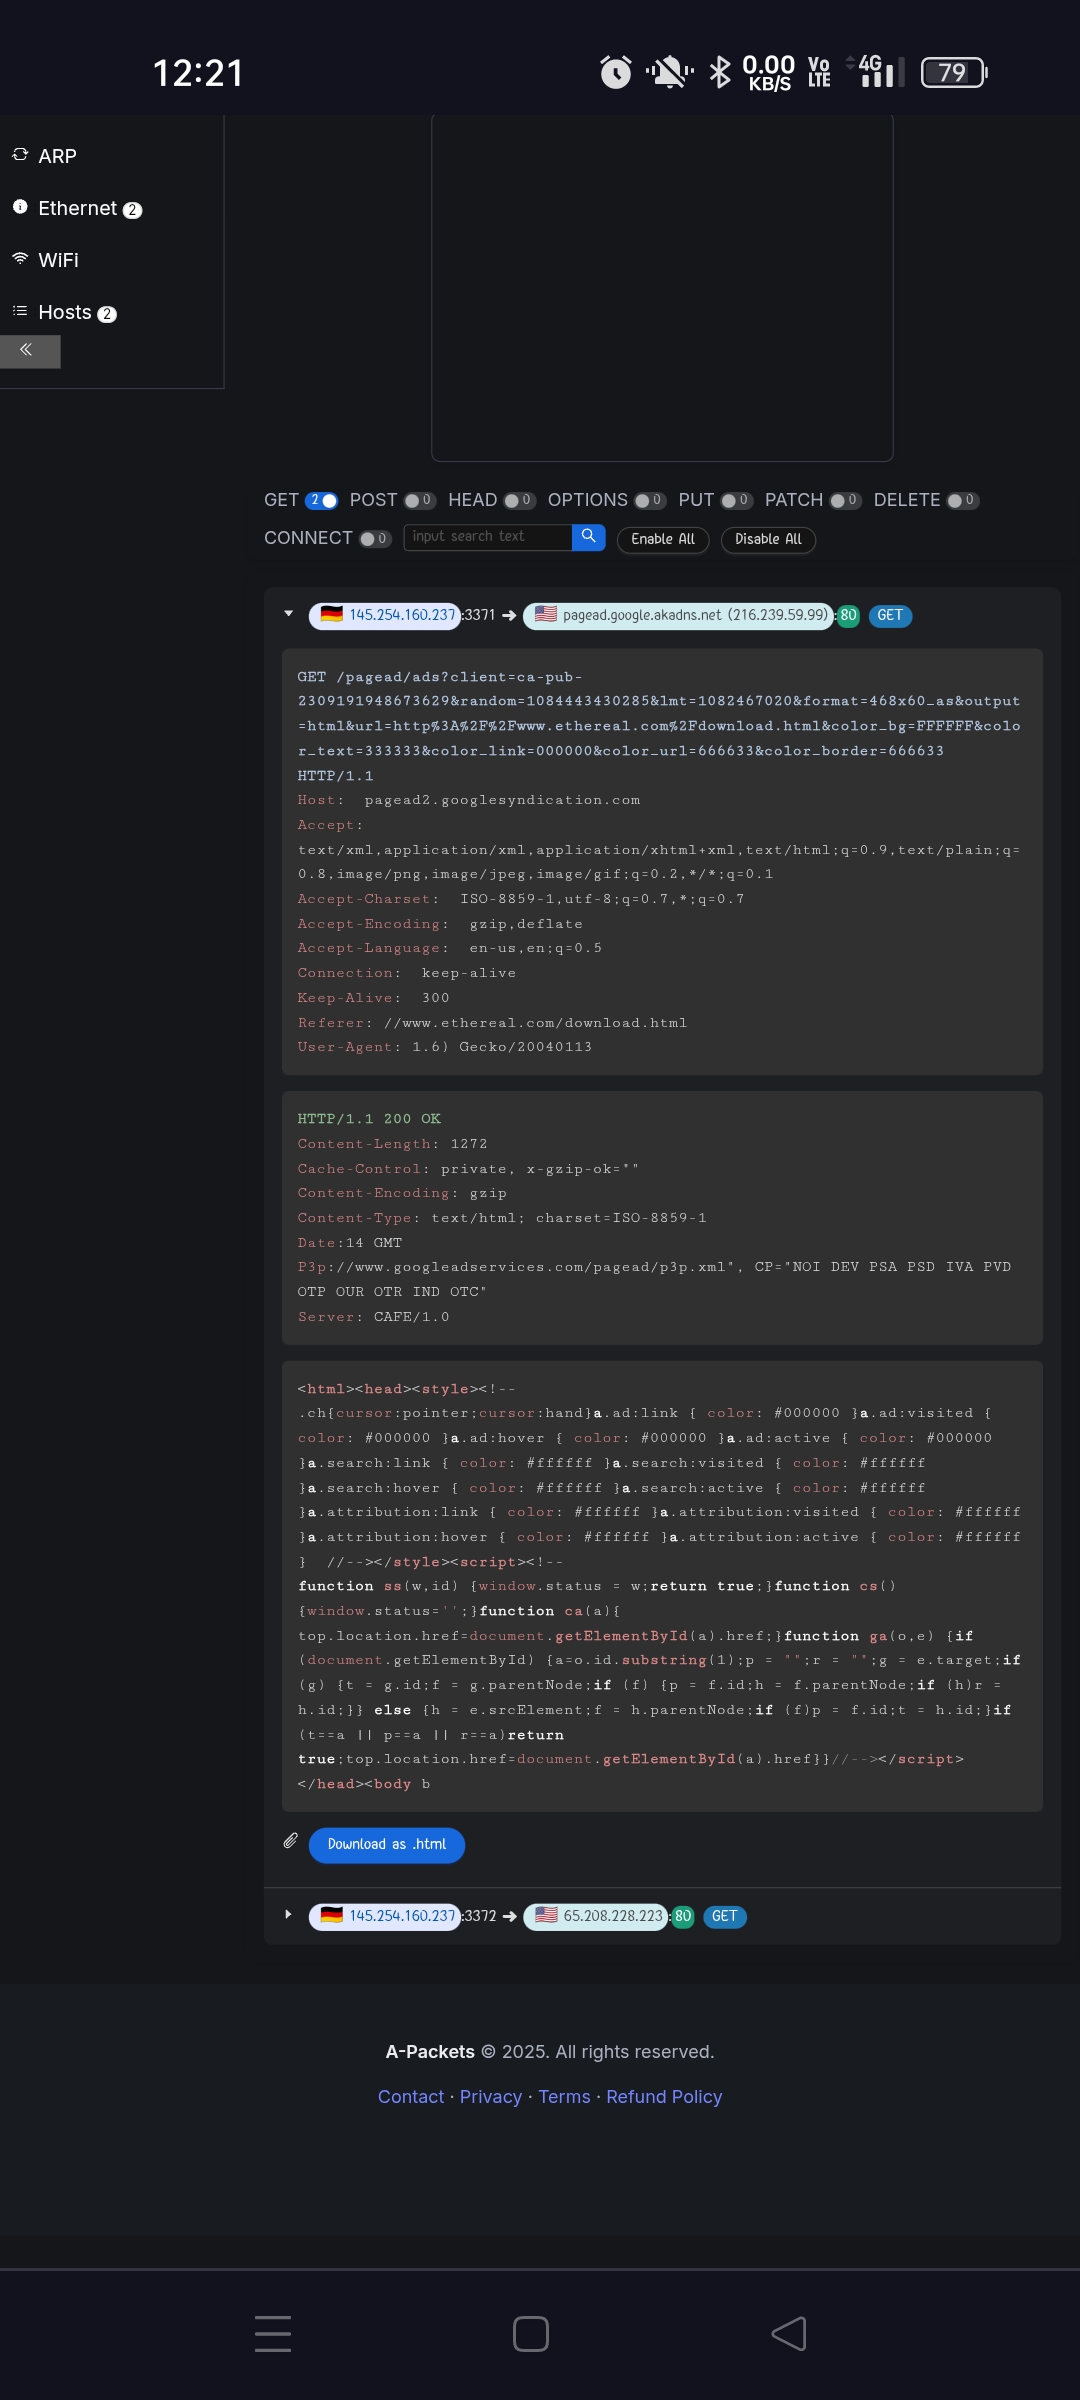 12:21
0.00 KB/S Vo LTE 4G 79
ARP
Ethernet 2
WiFi
Hosts 2
GET 2 POST 0 HEAD 0 OPTIONS 0 PUT 0 PATCH 0 DELETE 0
CONNECT 0 input search text Enable All Disable All
145.254.160.237:3371 → pagead.google.akadns.net (216.239.59.99):80 GET
GET /pagead/ads?client=ca-pub-
2309191948673629&random=1084443430285&lmt=1082467020&format=468x60_as&output
=html&url=http%3A%2F%2Fwww.ethereal.com%2Fdownload.html&color_bg=FFFFFF&colo
r_text=333333&color_link=000000&color_url=666633&color_border=666633
HTTP/1.1
Host:  pagead2.googlesyndication.com
Accept:
text/xml,application/xml,application/xhtml+xml,text/html;q=0.9,text/plain;q=
0.8,image/png,image/jpeg,image/gif;q=0.2,*/*;q=0.1
Accept-Charset:  ISO-8859-1,utf-8;q=0.7,*;q=0.7
Accept-Encoding:  gzip,deflate
Accept-Language:  en-us,en;q=0.5
Connection:  keep-alive
Keep-Alive:  300
Referer: //www.ethereal.com/download.html
User-Agent: 1.6) Gecko/20040113
HTTP/1.1 200 OK
Content-Length: 1272
Cache-Control: private, x-gzip-ok=""
Content-Encoding: gzip
Content-Type: text/html; charset=ISO-8859-1
Date:14 GMT
P3p://www.googleadservices.com/pagead/p3p.xml", CP="NOI DEV PSA PSD IVA PVD
OTP OUR OTR IND OTC"
Server: CAFE/1.0
<html><head><style><!--
.ch{cursor:pointer;cursor:hand}a.ad:link { color: #000000 }a.ad:visited {
color: #000000 }a.ad:hover { color: #000000 }a.ad:active { color: #000000
}a.search:link { color: #ffffff }a.search:visited { color: #ffffff
}a.search:hover { color: #ffffff }a.search:active { color: #ffffff
}a.attribution:link { color: #ffffff }a.attribution:visited { color: #ffffff
}a.attribution:hover { color: #ffffff }a.attribution:active { color: #ffffff
}  //--></style><script><!--
function ss(w,id) {window.status = w;return true;}function cs()
{window.status='';}function ca(a){
top.location.href=document.getElementById(a).href;}function ga(o,e) {if
(document.getElementById) {a=o.id.substring(1);p = "";r = "";g = e.target;if
(g) {t = g.id;f = g.parentNode;if (f) {p = f.id;h = f.parentNode;if (h)r =
h.id;}} else {h = e.srcElement;f = h.parentNode;if (f)p = f.id;t = h.id;}if
(t==a || p==a || r==a)return
true;top.location.href=document.getElementById(a).href}}//--></script>
</head><body b
Download as .html
145.254.160.237:3372 → 65.208.228.223:80 GET
A-Packets © 2025. All rights reserved.
Contact · Privacy · Terms · Refund Policy